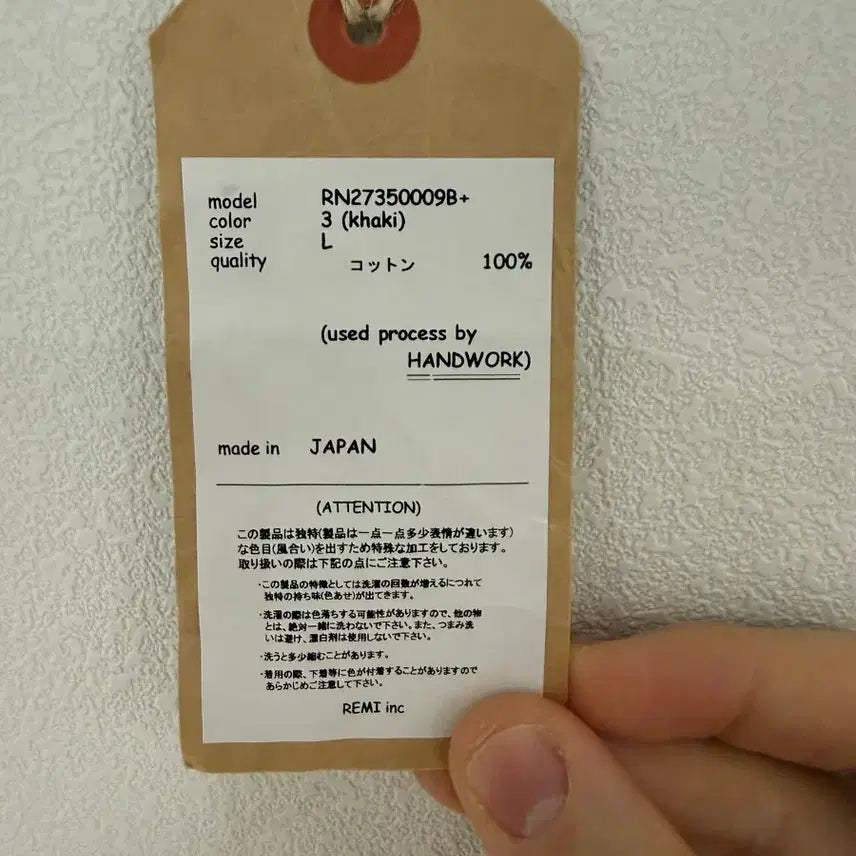 model RN27350009B+
color 3 (khaki)
size L
quality コットン 100%
(used process by
HANDWORK)
made in JAPAN
(ATTENTION)
この製品は独特(製品は一点一点多少表情が違います)
な色目(風合い)を出すため特殊な加工をしております。
取り扱いの際は下記の点にご注意下さい。
・この製品の特徴としては洗濯の回数が増えるにつれて
独特の持ち味(色あせ)が出てきます。
・洗濯の際は色落ちする可能性がありますので、他の物
とは、絶対一緒に洗わないで下さい。また、つまみ洗
いは避け、漂白剤は使用しないで下さい。
・洗うと多少縮むことがあります。
・着用の際、下着等に色が付着することがありますので
あらかじめご注意して下さい。
REMI inc